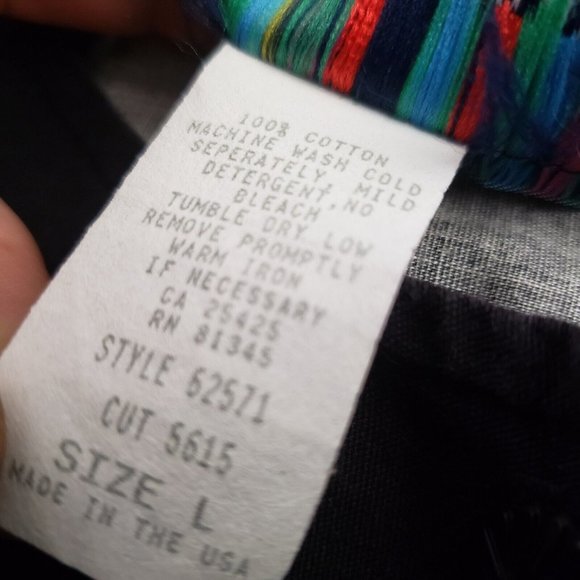 100% COTTON
MACHINE WASH COLD
SEPERATELY, MILD
DETERGENT, NO
BLEACH
TUMBLE DRY LOW
REMOVE PROMPTLY
WARM IRON
IF NECESSARY
CA 25425
RN 81345
STYLE 62571
CUT 5615
SIZE L
MADE IN THE USA